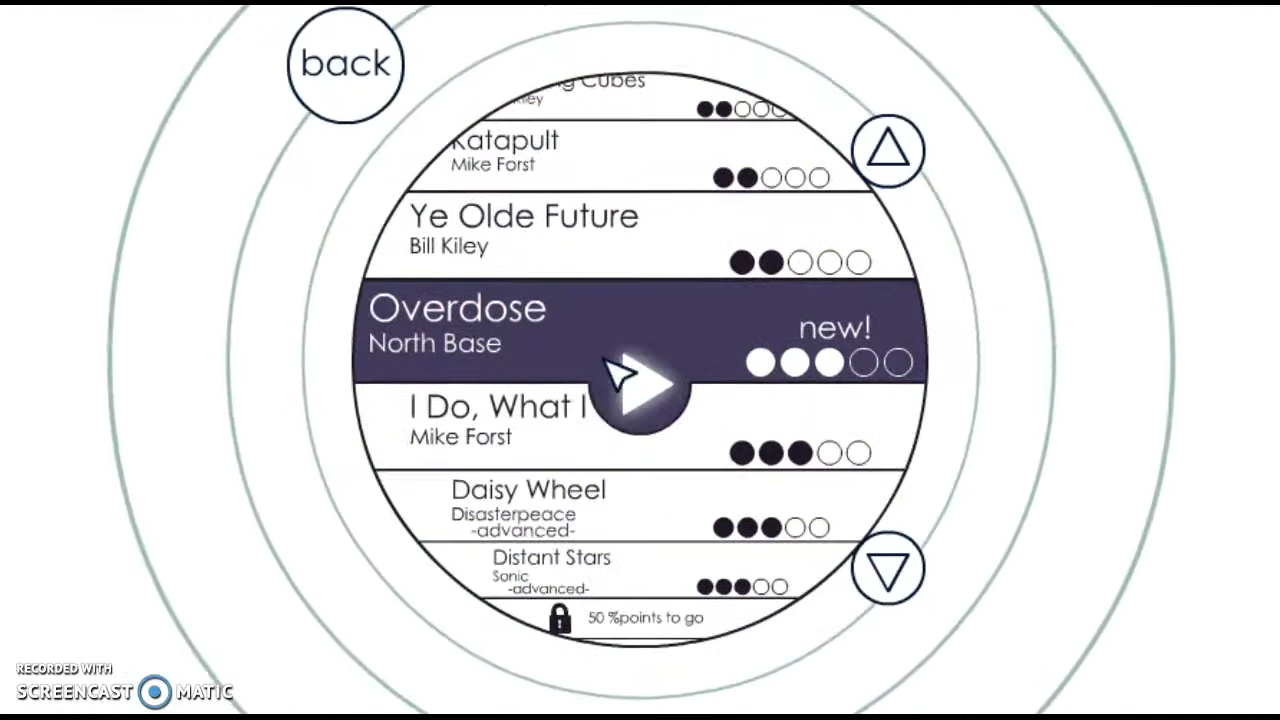 back
Cubes
Katapult
Mike Forst
Ye Olde Future
Bill Kiley
Overdose
North Base
new!
I Do, What I
Mike Forst
Daisy Wheel
Disasterpeace
-advanced-
Distant Stars
Sonic
-advanced-
50 %points to go
RECORDED WITH
SCREENCAST MATIC